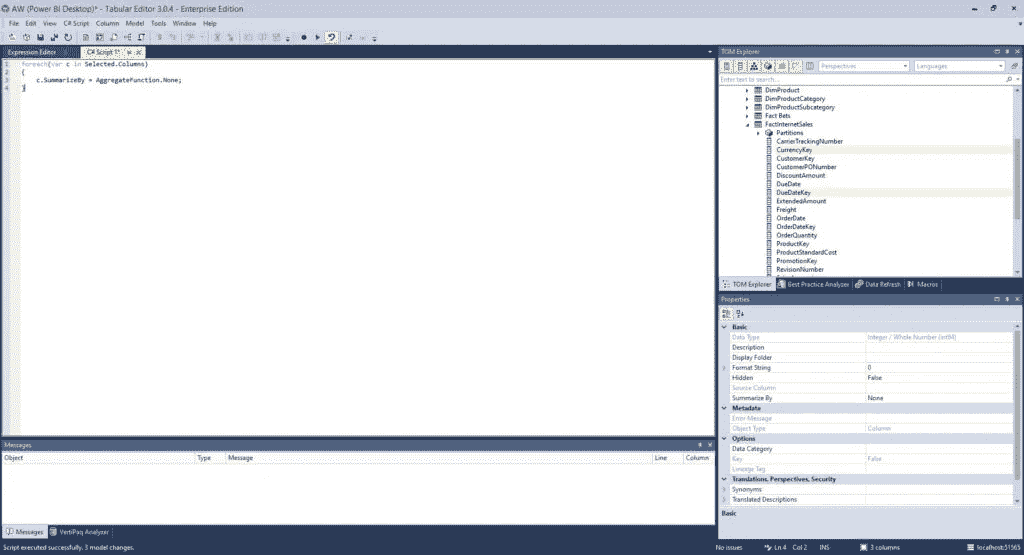 AW (Power BI Desktop)* - Tabular Editor 3.0.4 - Enterprise Edition
File Edit View C# Script Column Model Tools Window Help
Expression Editor C# Script 1*
1 foreach(var c in Selected.Columns)
2 {
3 c.SummarizeBy = AggregateFunction.None;
4 }
TOM Explorer
Perspectives Languages
Enter text to search...
DimProduct
DimProductCategory
DimProductSubcategory
Fact Bets
FactInternetSales
Partitions
CarrierTrackingNumber
CurrencyKey
CustomerKey
CustomerPONumber
DiscountAmount
DueDate
DueDateKey
ExtendedAmount
Freight
OrderDate
OrderDateKey
OrderQuantity
ProductKey
ProductStandardCost
PromotionKey
RevisionNumber
TOM Explorer Best Practice Analyzer Data Refresh Macros
Properties
Basic
Data Type Integer / Whole Number (int64)
Description
Display Folder
Format String 0
Hidden False
Source Column
Summarize By None
Metadata
Error Message
Object Type Column
Options
Data Category
Key False
Lineage Tag
Translations, Perspectives, Security
Synonyms
Translated Descriptions
Basic
Messages
Object Type Message Line Column
Messages VertiPaq Analyzer
Script executed successfully. 3 model changes. No issues Ln 4 Col 2 INS 3 columns localhost:51565